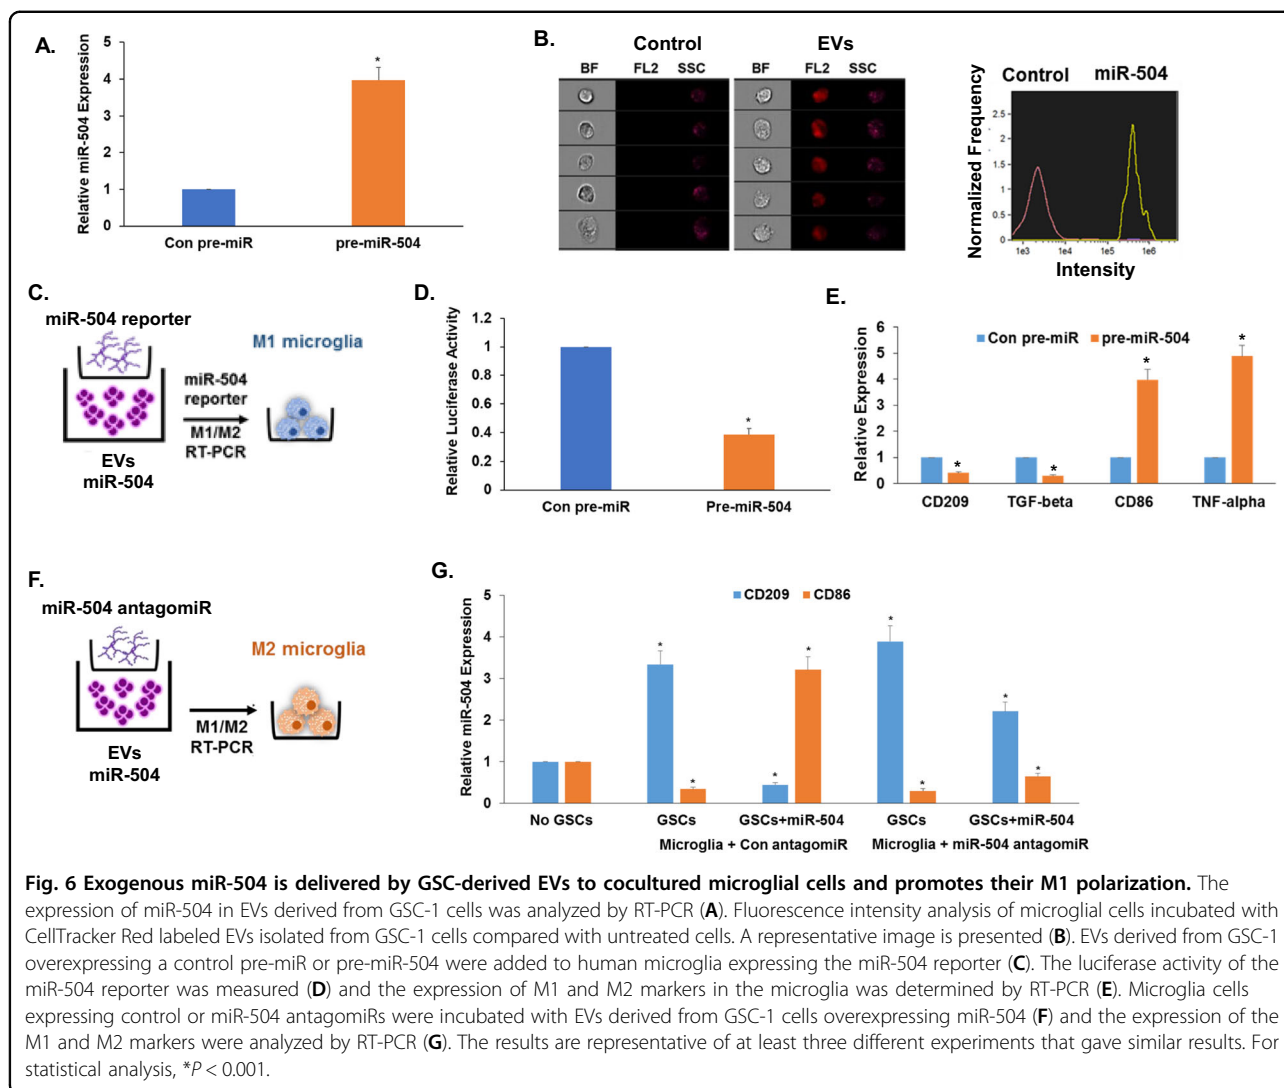 A.
Relative miR-504 Expression
5
4
3
2
1
0
*
Con pre-miR
pre-miR-504
B.
Control
EVs
BF
FL2
SSC
BF
FL2
SSC
Control
miR-504
Normalized Frequency
2.5
2
1.5
1
0.5
0
1e3
1e4
1e5
1e6
Intensity
C.
miR-504 reporter
M1 microglia
miR-504
reporter
M1/M2
RT-PCR
EVs
miR-504
D.
Relative Luciferase Activity
1.2
1
0.8
0.6
0.4
0.2
0
*
Con pre-miR
Pre-miR-504
E.
Relative Expression
6
5
4
3
2
1
0
Con pre-miR
pre-miR-504
*
*
*
*
CD209
TGF-beta
CD86
TNF-alpha
F.
miR-504 antagomiR
M2 microglia
M1/M2
RT-PCR
EVs
miR-504
G.
Relative miR-504 Expression
5
4
3
2
1
0
CD209
CD86
*
*
*
*
*
*
*
*
No GSCs
GSCs
GSCs+miR-504
GSCs
GSCs+miR-504
Microglia + Con antagomiR
Microglia + miR-504 antagomiR
Fig. 6 Exogenous miR-504 is delivered by GSC-derived EVs to cocultured microglial cells and promotes their M1 polarization. The
expression of miR-504 in EVs derived from GSC-1 cells was analyzed by RT-PCR (A). Fluorescence intensity analysis of microglial cells incubated with
CellTracker Red labeled EVs isolated from GSC-1 cells compared with untreated cells. A representative image is presented (B). EVs derived from GSC-1
overexpressing a control pre-miR or pre-miR-504 were added to human microglia expressing the miR-504 reporter (C). The luciferase activity of the
miR-504 reporter was measured (D) and the expression of M1 and M2 markers in the microglia was determined by RT-PCR (E). Microglia cells
expressing control or miR-504 antagomiRs were incubated with EVs derived from GSC-1 cells overexpressing miR-504 (F) and the expression of the
M1 and M2 markers were analyzed by RT-PCR (G). The results are representative of at least three different experiments that gave similar results. For
statistical analysis, *P < 0.001.